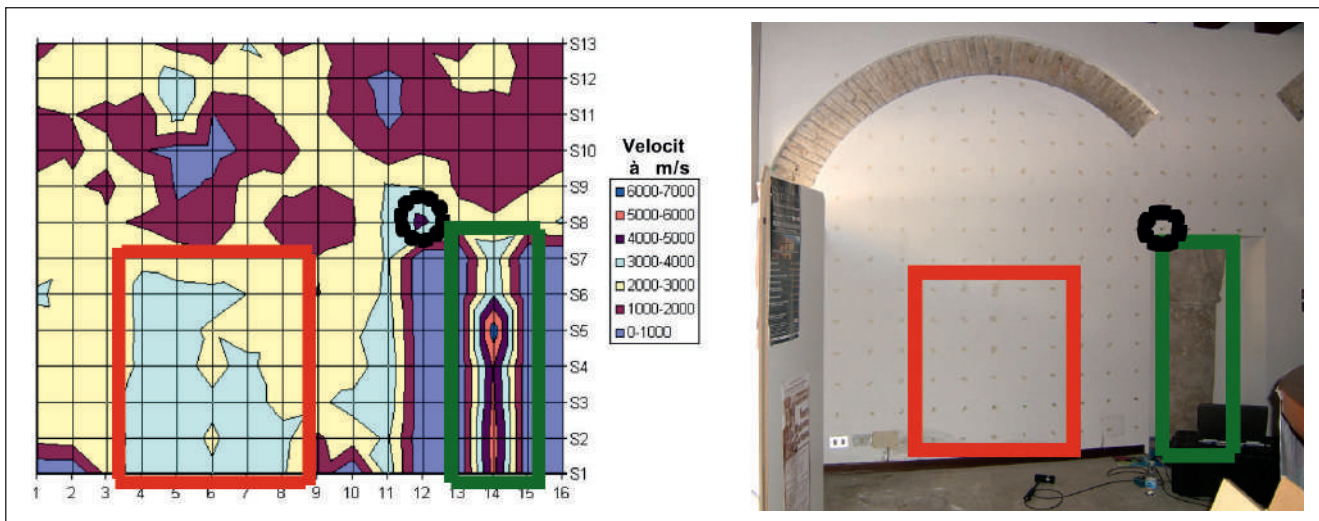 S13
S12
S11
S10
S9
S8
S7
S6
S5
S4
S3
S2
S1
1 2 3 4 5 6 7 8 9 10 11 12 13 14 15 16
Velocit
à m/s
6000-7000
5000-6000
4000-5000
3000-4000
2000-3000
1000-2000
0-1000